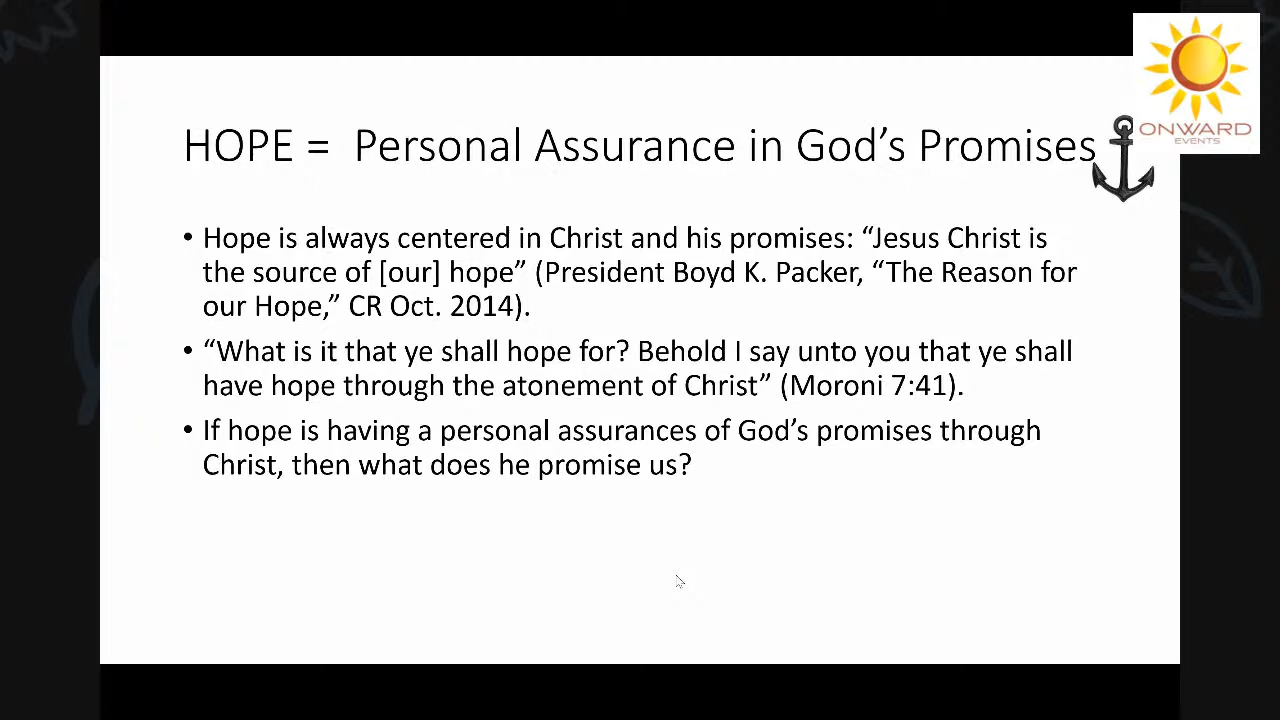 ONWARD
EVENTS
HOPE = Personal Assurance in God’s Promises
• Hope is always centered in Christ and his promises: “Jesus Christ is
the source of [our] hope” (President Boyd K. Packer, “The Reason for
our Hope,” CR Oct. 2014).
• “What is it that ye shall hope for? Behold I say unto you that ye shall
have hope through the atonement of Christ” (Moroni 7:41).
• If hope is having a personal assurances of God’s promises through
Christ, then what does he promise us?